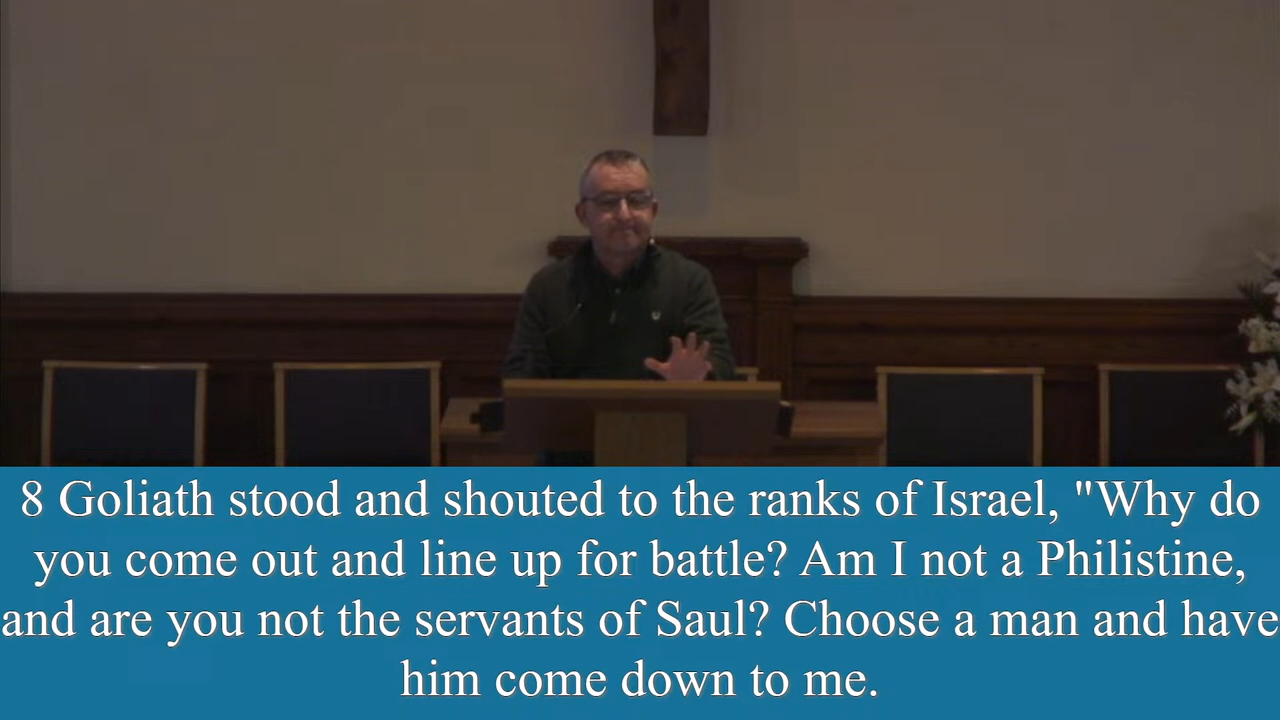 8 Goliath stood and shouted to the ranks of Israel, "Why do
you come out and line up for battle? Am I not a Philistine,
and are you not the servants of Saul? Choose a man and have
him come down to me.